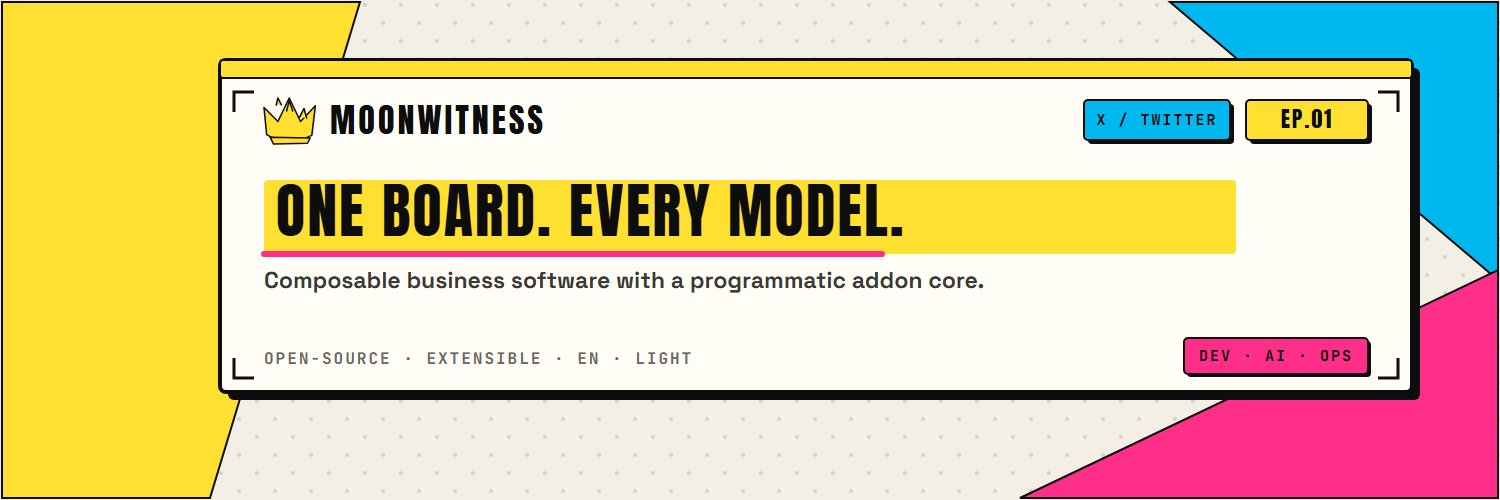 MOONWITNESS
X / TWITTER
EP.01
ONE BOARD. EVERY MODEL.
Composable business software with a programmatic addon core.
OPEN-SOURCE · EXTENSIBLE · EN · LIGHT
DEV · AI · OPS